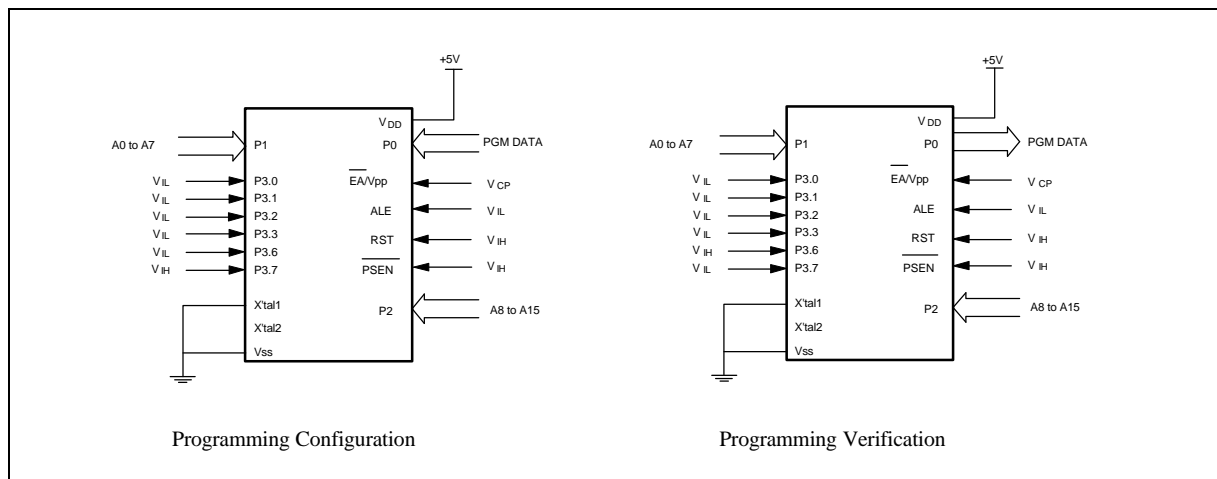 +5V
V DD
A0 to A7
P1
P0
PGM DATA
V IL
P3.0
EA/Vpp
V CP
V IL
P3.1
V IL
P3.2
ALE
V IL
V IL
P3.3
RST
V IH
V IL
P3.6
V IH
P3.7
PSEN
V IH
X'tal1
P2
A8 to A15
X'tal2
Vss
Programming Configuration
+5V
V DD
A0 to A7
P1
P0
PGM DATA
V IL
P3.0
EA/Vpp
V CP
V IL
P3.1
V IL
P3.2
ALE
V IL
V IL
P3.3
RST
V IH
V IH
P3.6
V IL
P3.7
PSEN
V IH
X'tal1
P2
A8 to A15
X'tal2
Vss
Programming Verification